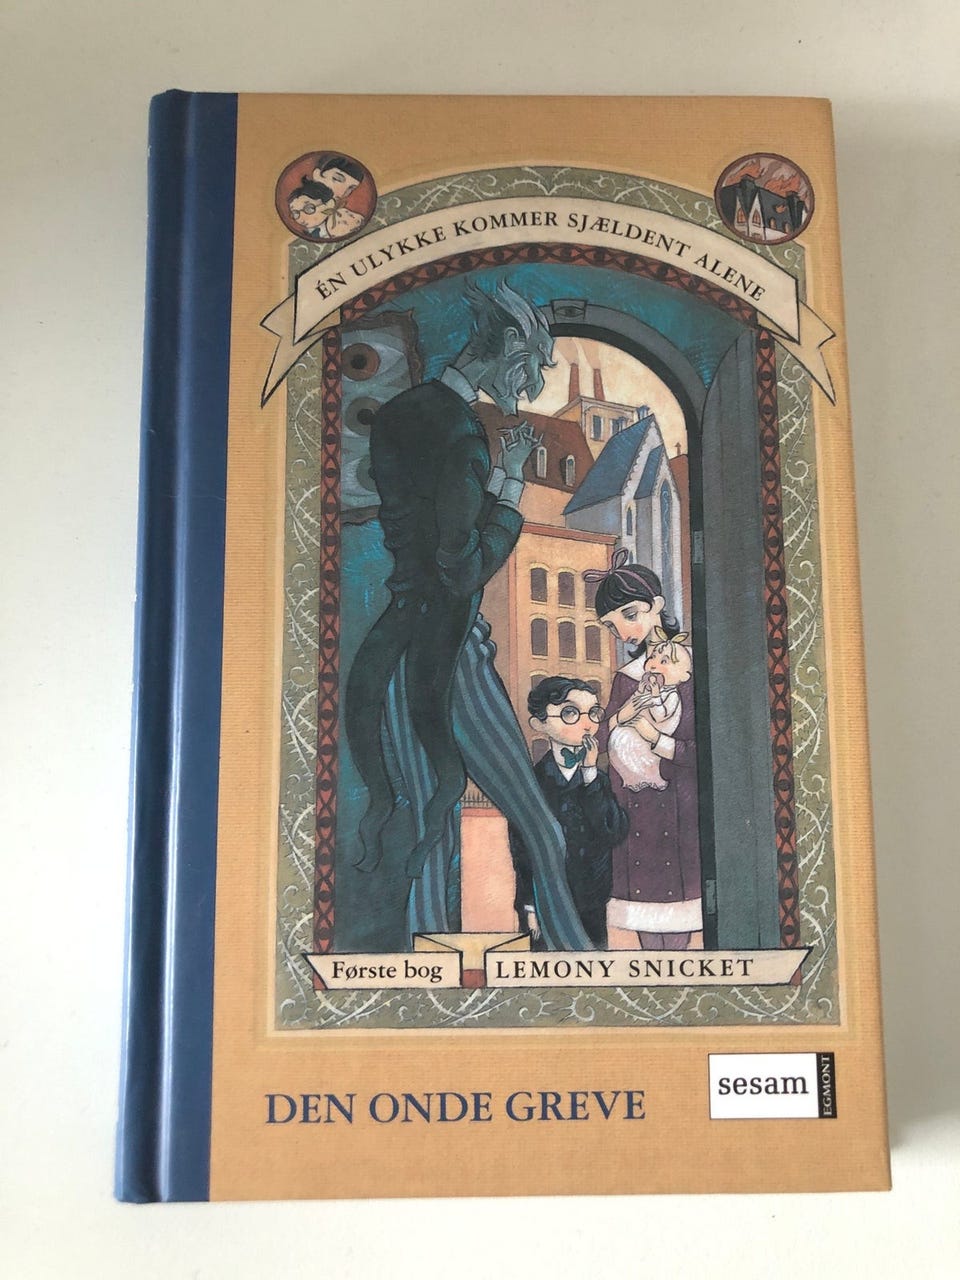 ÉN ULYKKE KOMMER SJÆLDENT ALENE
Første bog
LEMONY SNICKET
DEN ONDE GREVE
sesam
EGMONT